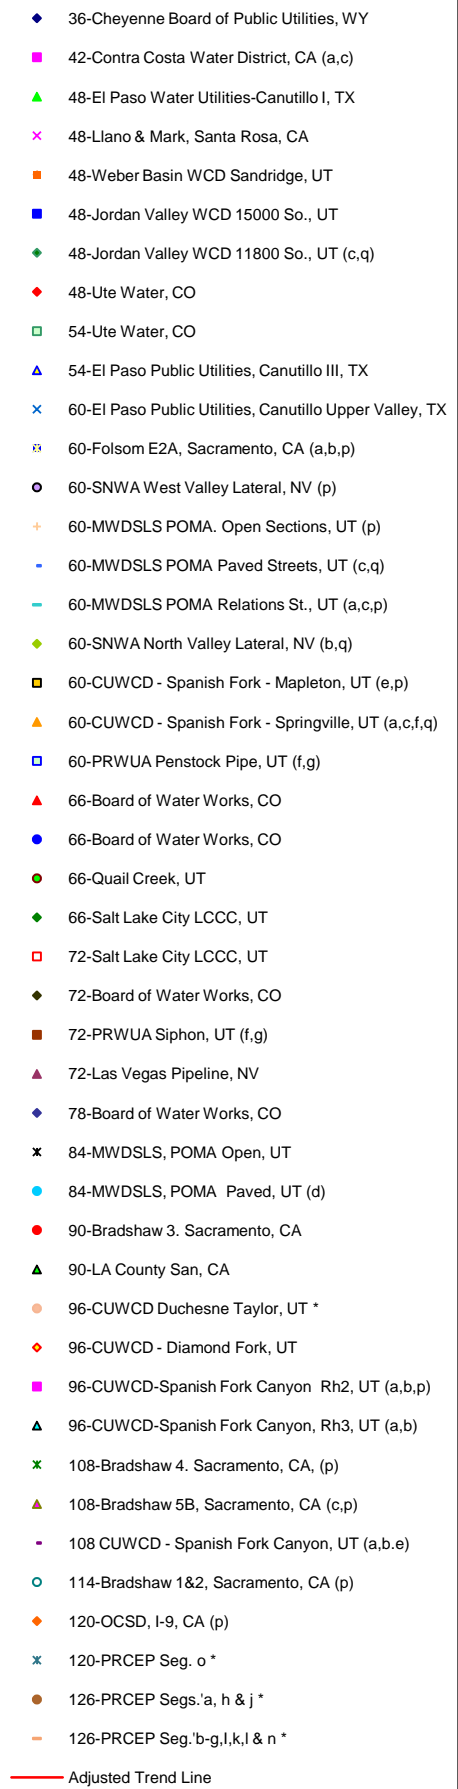 36-Cheyenne Board of Public Utilities, WY
42-Contra Costa Water District, CA (a,c)
48-El Paso Water Utilities-Canutillo I, TX
48-Llano & Mark, Santa Rosa, CA
48-Weber Basin WCD Sandridge, UT
48-Jordan Valley WCD 15000 So., UT
48-Jordan Valley WCD 11800 So., UT (c,q)
48-Ute Water, CO
54-Ute Water, CO
54-El Paso Public Utilities, Canutillo III, TX
60-El Paso Public Utilities, Canutillo Upper Valley, TX
60-Folsom E2A, Sacramento, CA (a,b,p)
60-SNWA West Valley Lateral, NV (p)
60-MWDSLS POMA. Open Sections, UT (p)
60-MWDSLS POMA Paved Streets, UT (c,q)
60-MWDSLS POMA Relations St., UT (a,c,p)
60-SNWA North Valley Lateral, NV (b,q)
60-CUWCD - Spanish Fork - Mapleton, UT (e,p)
60-CUWCD - Spanish Fork - Springville, UT (a,c,f,q)
60-PRWUA Penstock Pipe, UT (f,g)
66-Board of Water Works, CO
66-Board of Water Works, CO
66-Quail Creek, UT
66-Salt Lake City LCCC, UT
72-Salt Lake City LCCC, UT
72-Board of Water Works, CO
72-PRWUA Siphon, UT (f,g)
72-Las Vegas Pipeline, NV
78-Board of Water Works, CO
84-MWDSLS, POMA Open, UT
84-MWDSLS, POMA  Paved, UT (d)
90-Bradshaw 3. Sacramento, CA
90-LA County San, CA
96-CUWCD Duchesne Taylor, UT *
96-CUWCD - Diamond Fork, UT
96-CUWCD-Spanish Fork Canyon  Rh2, UT (a,b,p)
96-CUWCD-Spanish Fork Canyon, Rh3, UT (a,b)
108-Bradshaw 4. Sacramento, CA, (p)
108-Bradshaw 5B, Sacramento, CA (c,p)
108 CUWCD - Spanish Fork Canyon, UT (a,b.e)
114-Bradshaw 1&2, Sacramento, CA (p)
120-OCSD, I-9, CA (p)
120-PRCEP Seg. o *
126-PRCEP Segs.'a, h & j *
126-PRCEP Seg.'b-g,I,k,l & n *
Adjusted Trend Line